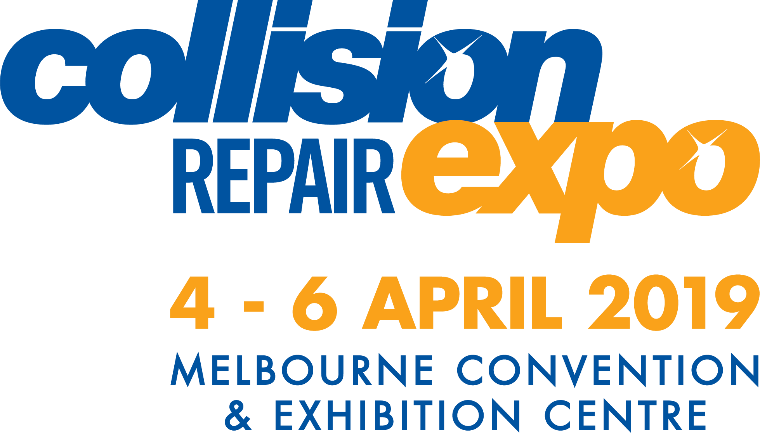 collision
REPAIR expo
4 - 6 APRIL 2019
MELBOURNE CONVENTION
& EXHIBITION CENTRE